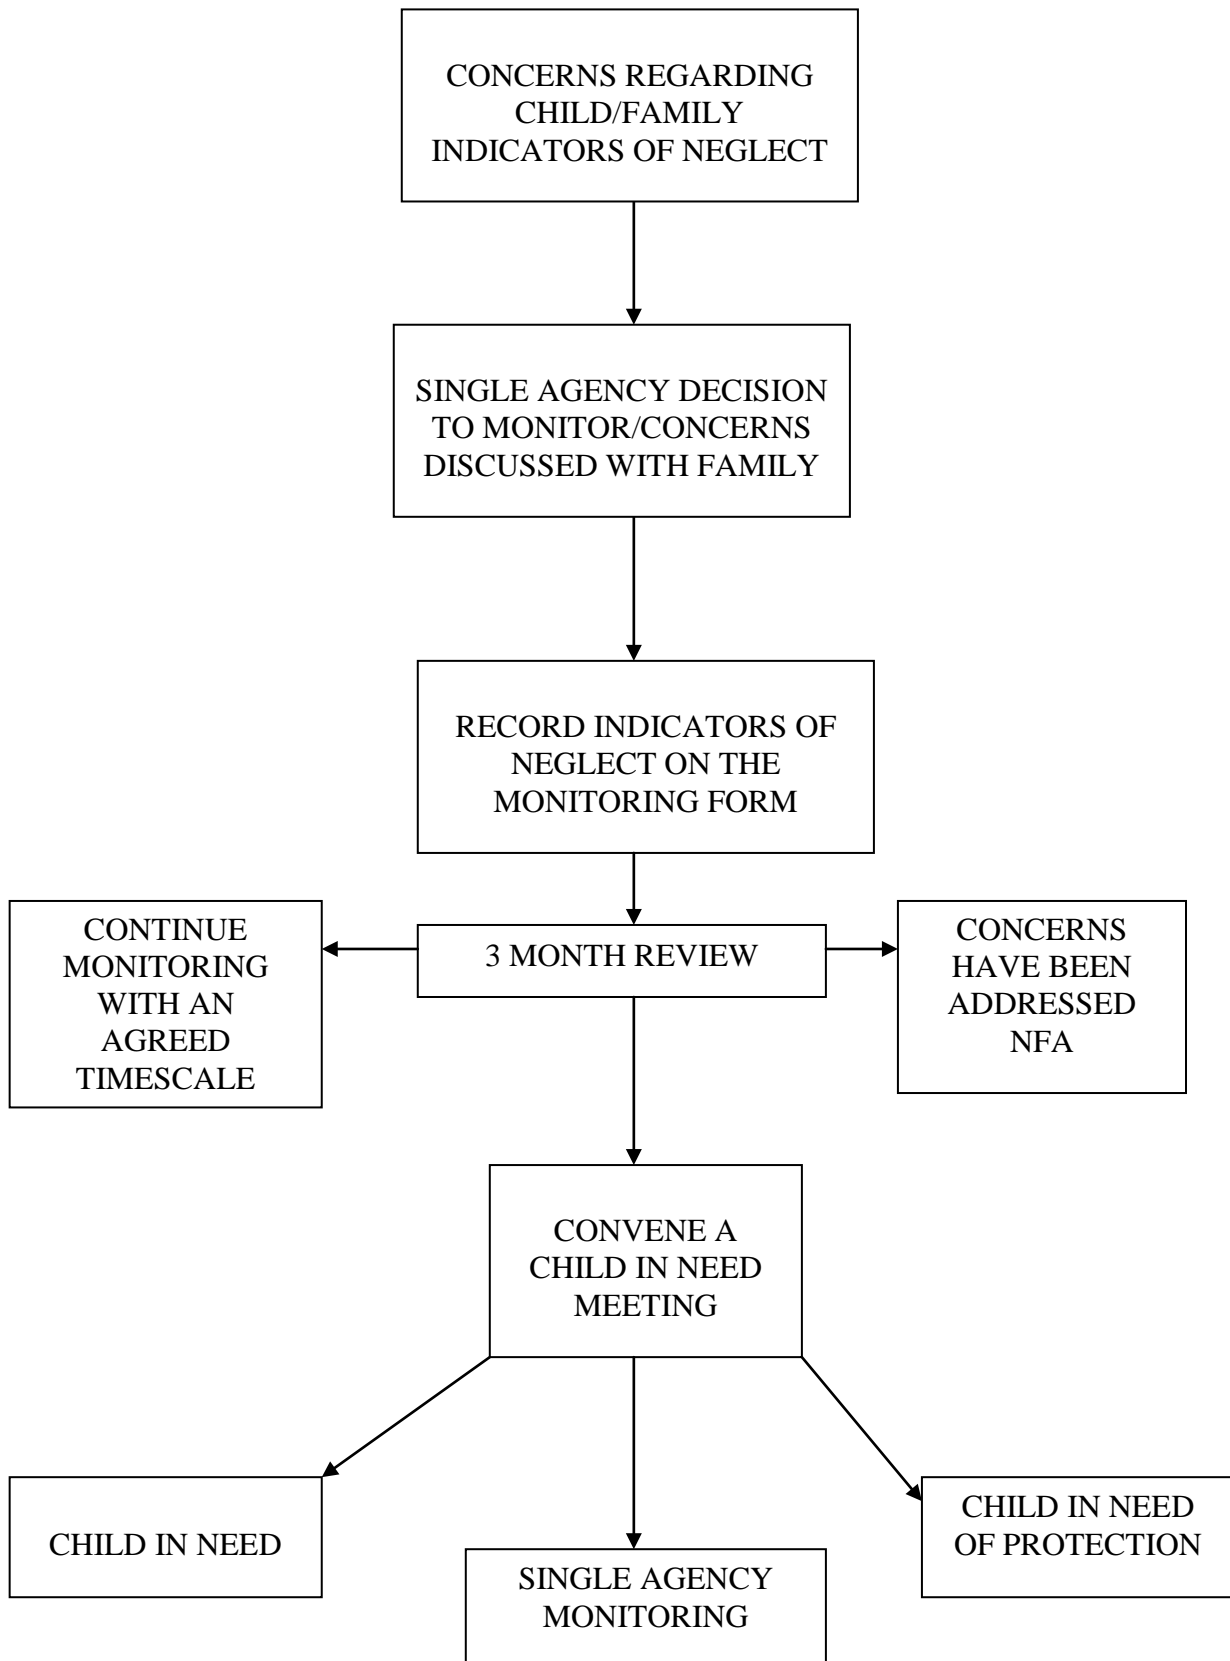 CONCERNS REGARDING
CHILD/FAMILY
INDICATORS OF NEGLECT
SINGLE AGENCY DECISION
TO MONITOR/CONCERNS
DISCUSSED WITH FAMILY
RECORD INDICATORS OF
NEGLECT ON THE
MONITORING FORM
CONTINUE
MONITORING
WITH AN
AGREED
TIMESCALE
3 MONTH REVIEW
CONCERNS
HAVE BEEN
ADDRESSED
NFA
CONVENE A
CHILD IN NEED
MEETING
CHILD IN NEED
SINGLE AGENCY
MONITORING
CHILD IN NEED
OF PROTECTION